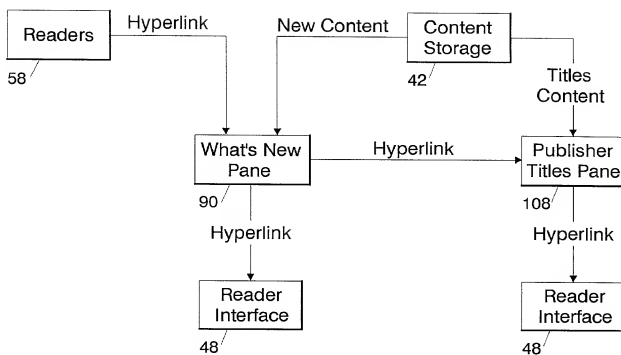 Readers
58
Hyperlink
New Content
Content
Storage
42
Titles
Content
What's New
Pane
90
Hyperlink
Publisher
Titles Pane
108
Hyperlink
Hyperlink
Reader
Interface
48
Reader
Interface
48